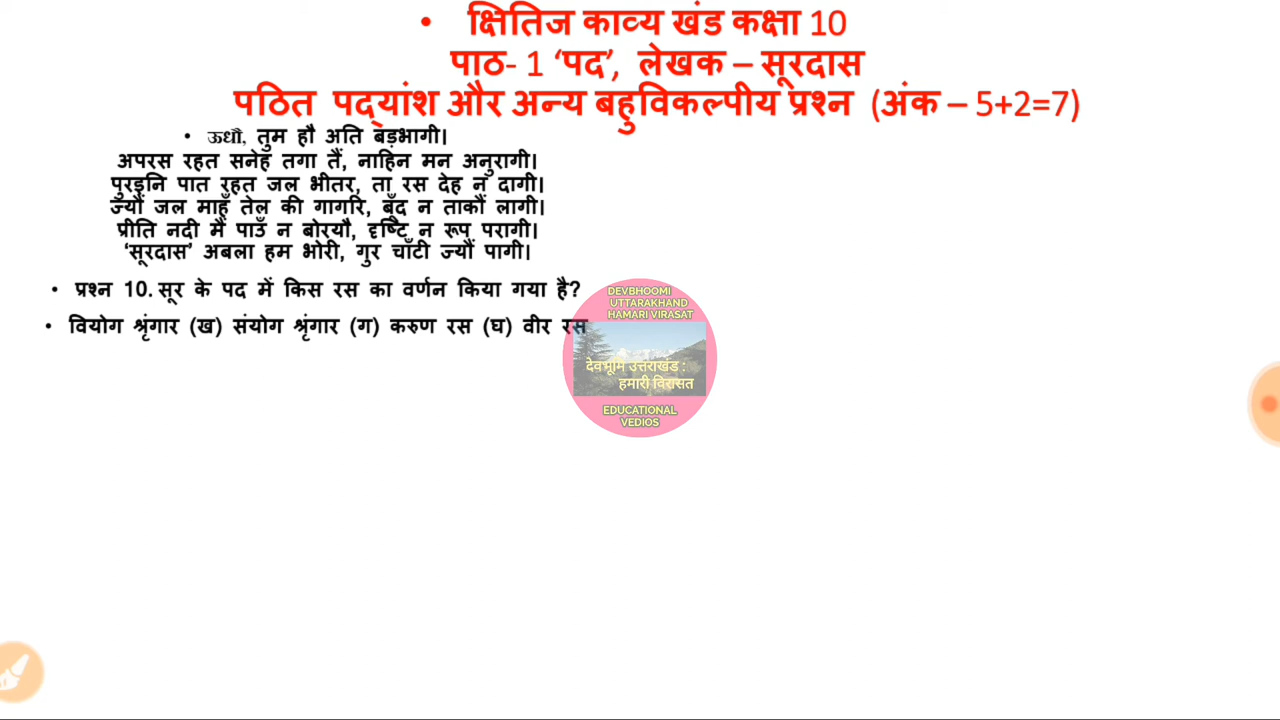 • क्षितिज काव्य खंड कक्षा 10
पाठ- 1 ‘पद’, लेखक – सूरदास
पठित पद्यांश और अन्य बहुविकल्पीय प्रश्न (अंक – 5+2=7)
• ऊधौ, तुम हौ अति बड़भागी।
अपरस रहत सनेह तगा तैं, नाहिन मन अनुरागी।
पुरइनि पात रहत जल भीतर, ता रस देह न दागी।
ज्यौं जल माहँ तेल की गागरि, बूँद न ताकौं लागी।
प्रीति नदी मैं पाउँ न बोरयौ, दृष्टि न रूप परागी।
‘सूरदास’ अबला हम भोरी, गुर चाँटी ज्यौं पागी।
• प्रश्न 10. सूर के पद में किस रस का वर्णन किया गया है?
• वियोग श्रृंगार (ख) संयोग श्रृंगार (ग) करुण रस (घ) वीर रस
DEVBHOOMI
UTTARAKHAND
HAMARI VIRASAT
देवभूमि उत्तराखंड :
हमारी विरासत
EDUCATIONAL
VEDIOS